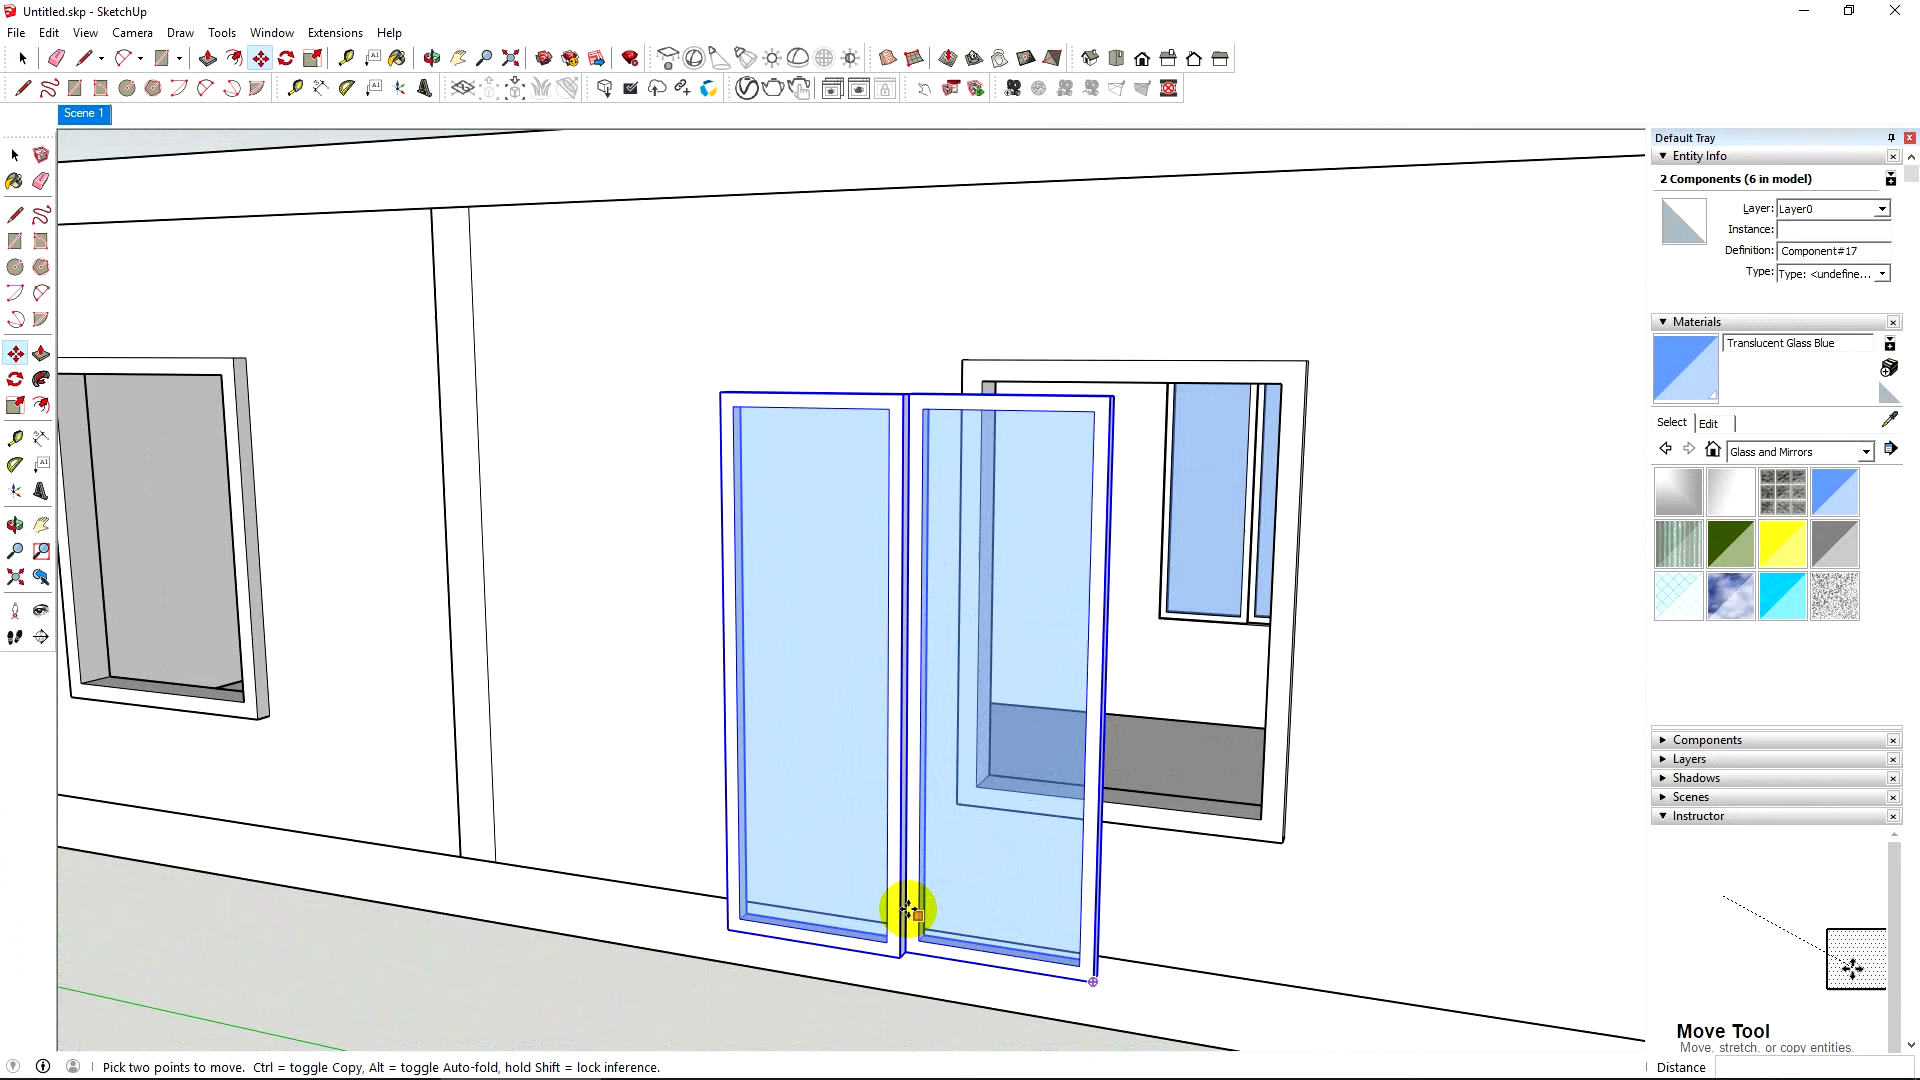 Untitled.skp - SketchUp
File Edit View Camera Draw Tools Window Extensions Help
Scene 1
Default Tray
Entity Info
2 Components (6 in model)
Layer: Layer0
Instance:
Definition: Component#17
Type: Type: <undefine...
Materials
Translucent Glass Blue
Select Edit
Glass and Mirrors
Components
Layers
Shadows
Scenes
Instructor
Move Tool
Move, stretch, or copy entities.
Pick two points to move. Ctrl = toggle Copy, Alt = toggle Auto-fold, hold Shift = lock inference.
Distance